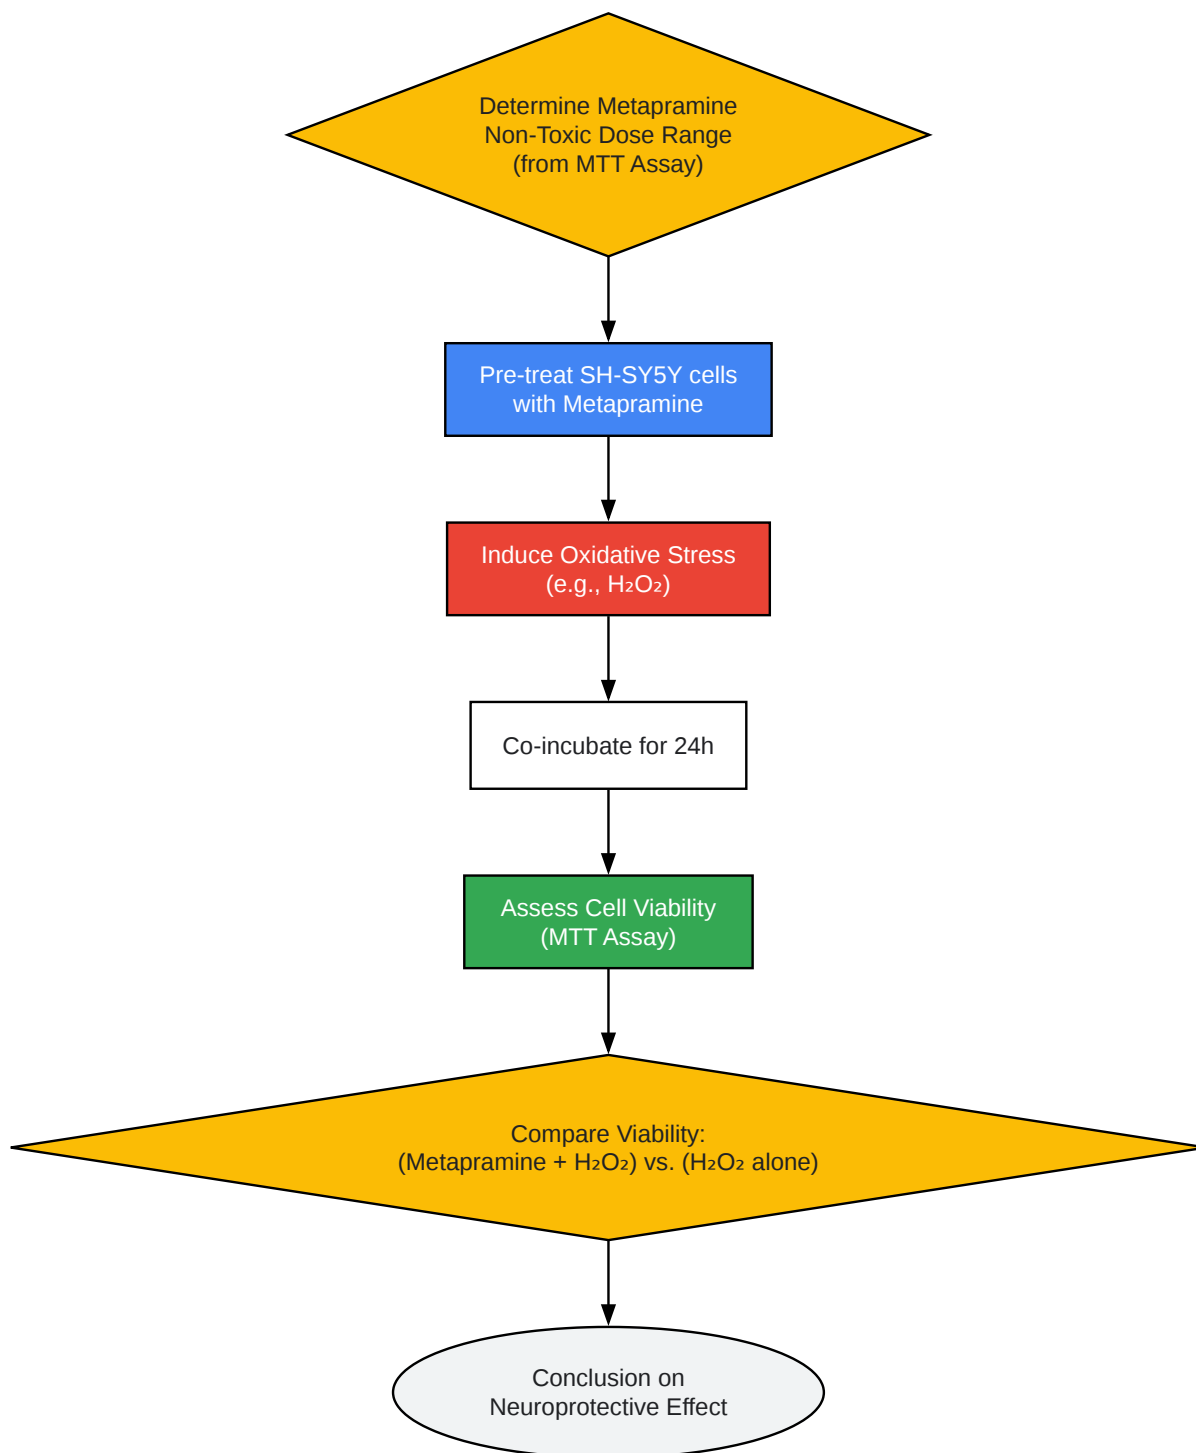 Determine Metapramine
Non-Toxic Dose Range
(from MTT Assay)
Pre-treat SH-SY5Y cells
with Metapramine
Induce Oxidative Stress
(e.g., H₂O₂)
Co-incubate for 24h
Assess Cell Viability
(MTT Assay)
Compare Viability:
(Metapramine + H₂O₂) vs. (H₂O₂ alone)
Conclusion on
Neuroprotective Effect